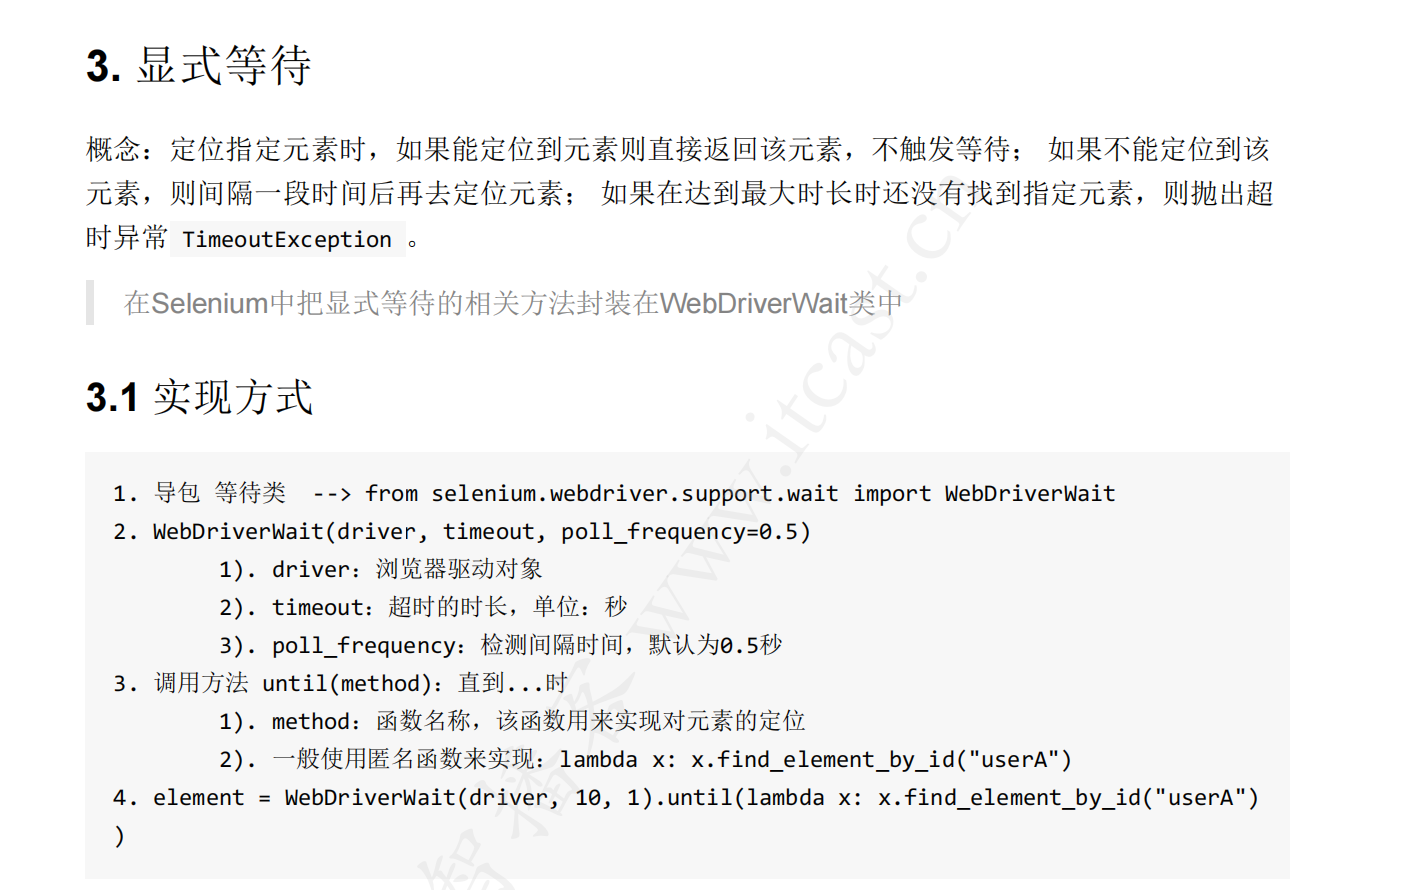 3. 显式等待
概念：定位指定元素时，如果能定位到元素则直接返回该元素，不触发等待； 如果不能定位到该
元素，则间隔一段时间后再去定位元素； 如果在达到最大时长时还没有找到指定元素，则抛出超
时异常 TimeoutException 。
在Selenium中把显式等待的相关方法封装在WebDriverWait类中
3.1 实现方式
1. 导包 等待类  --> from selenium.webdriver.support.wait import WebDriverWait
2. WebDriverWait(driver, timeout, poll_frequency=0.5)
1). driver：浏览器驱动对象
2). timeout：超时的时长，单位：秒
3). poll_frequency：检测间隔时间，默认为0.5秒
3. 调用方法 until(method)：直到...时
1). method：函数名称，该函数用来实现对元素的定位
2). 一般使用匿名函数来实现：lambda x: x.find_element_by_id("userA")
4. element = WebDriverWait(driver, 10, 1).until(lambda x: x.find_element_by_id("userA")
)
智播客 www.itcast.c